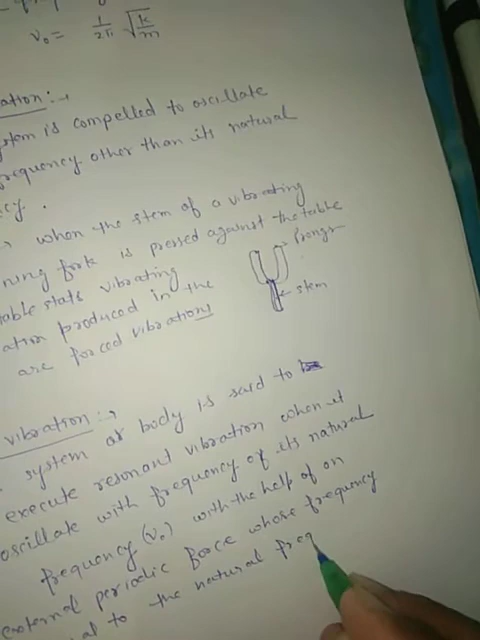 ν₀ = 1/2π √k/m
ation :-
stem is compelled to oscillate
frequency other than its natural
cy.
when the stem of a vibrating
ning fork is pressed against the table
able stats vibrating
ation produced in the
are forced vibrations
prongs
stem
vibration :-
system or body is said to
execute resonant vibration when it
oscillate with frequency of its natural
frequency (ν₀) with the help of an
external periodic force whose frequency
al to the natural freq